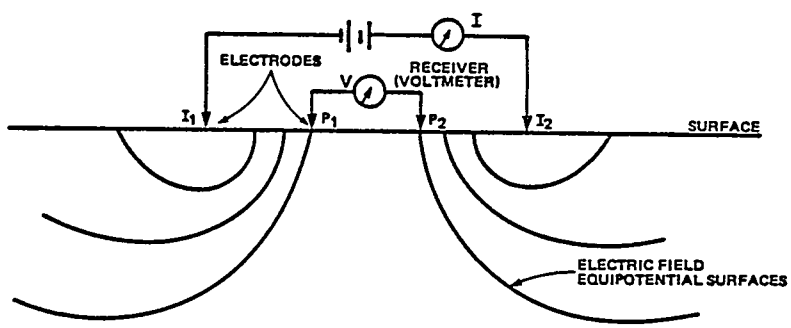 I
ELECTRODES
RECEIVER
(VOLTMETER)
V
I1
P1
P2
I2
SURFACE
ELECTRIC FIELD
EQUIPOTENTIAL SURFACES